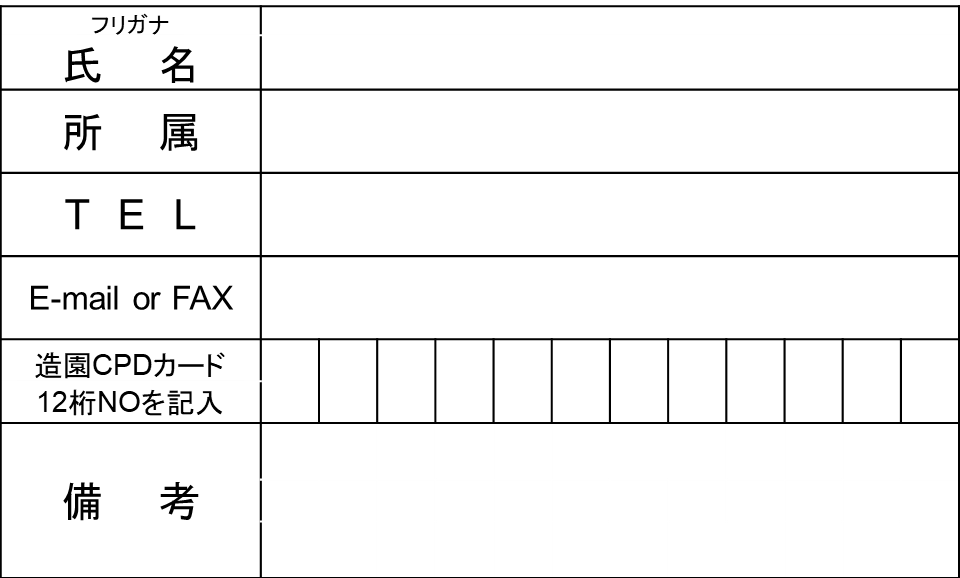 フリガナ
氏　名
所　属
T E L
E-mail or FAX
造園CPDカード
12桁NOを記入
備　考